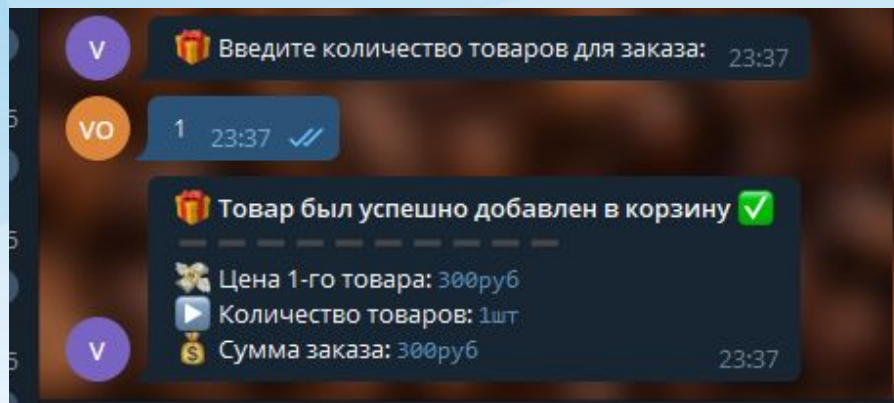 V
🎁 Введите количество товаров для заказа: 23:37
VO
1 23:37
🎁 Товар был успешно добавлен в корзину ✅
💸 Цена 1-го товара: 300руб
▶️ Количество товаров: 1шт
V
💰 Сумма заказа: 300руб 23:37